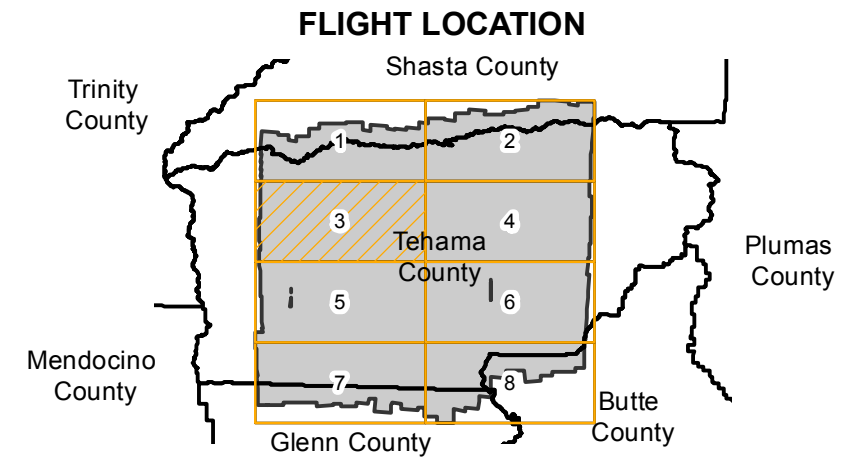 FLIGHT LOCATION
Shasta County
Trinity
County
1
2
3
4
Tehama
County
Plumas
County
5
6
Mendocino
County
7
8
Butte
County
Glenn County